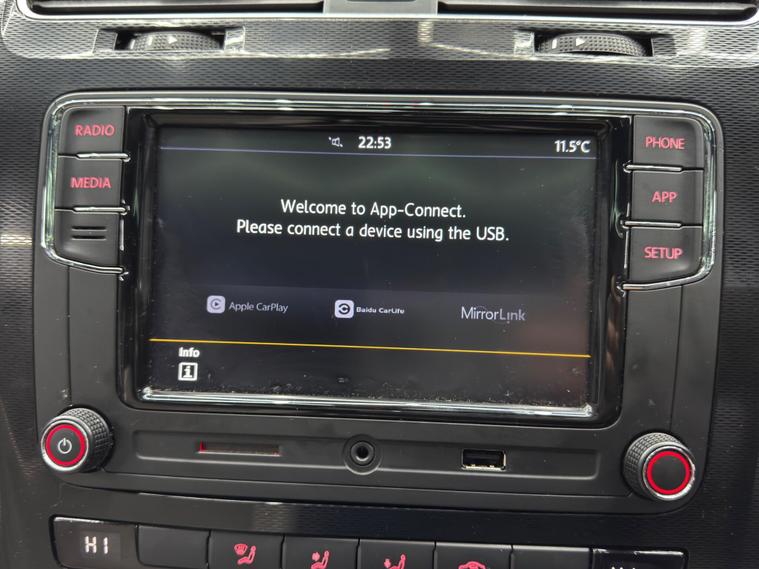 RADIO
MEDIA
22:53
11.5°C
Welcome to App-Connect.
Please connect a device using the USB.
Apple CarPlay
Baidu CarLife
MirrorLink
Info
PHONE
APP
SETUP
HI